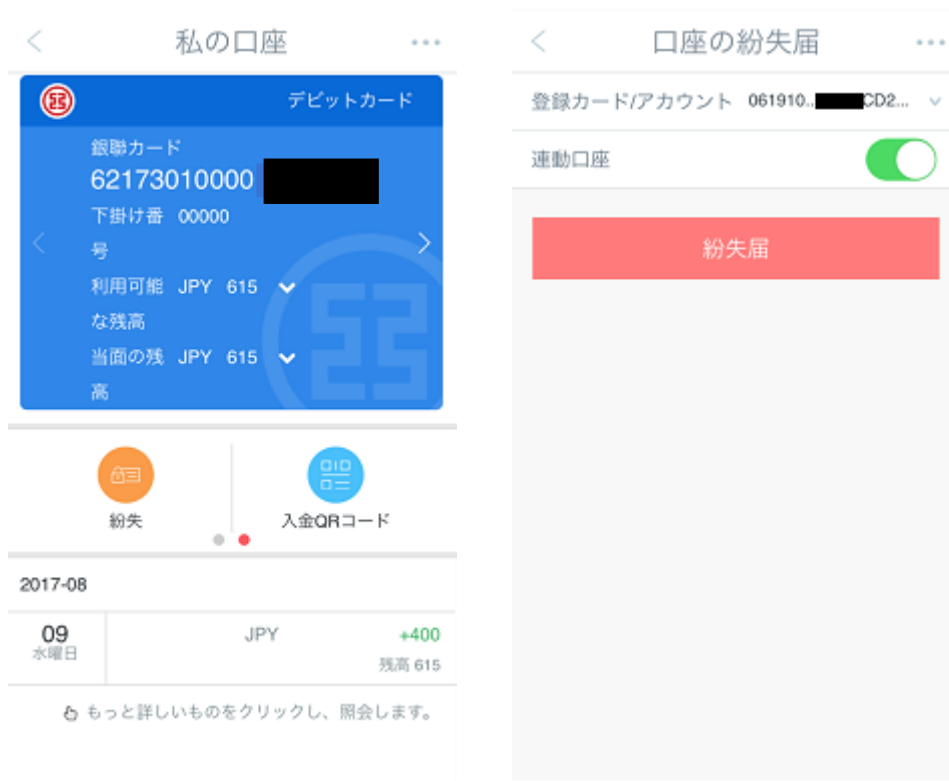 私の口座
デビットカード
銀聯カード
62173010000
下掛け番 00000
号
利用可能 JPY 615
な残高
当面の残 JPY 615
高
紛失
入金QRコード
2017-08
09
水曜日
JPY
+400
残高 615
もっと詳しいものをクリックし、照会します。
口座の紛失届
登録カード/アカウント 061910.. CD2...
連動口座
紛失届